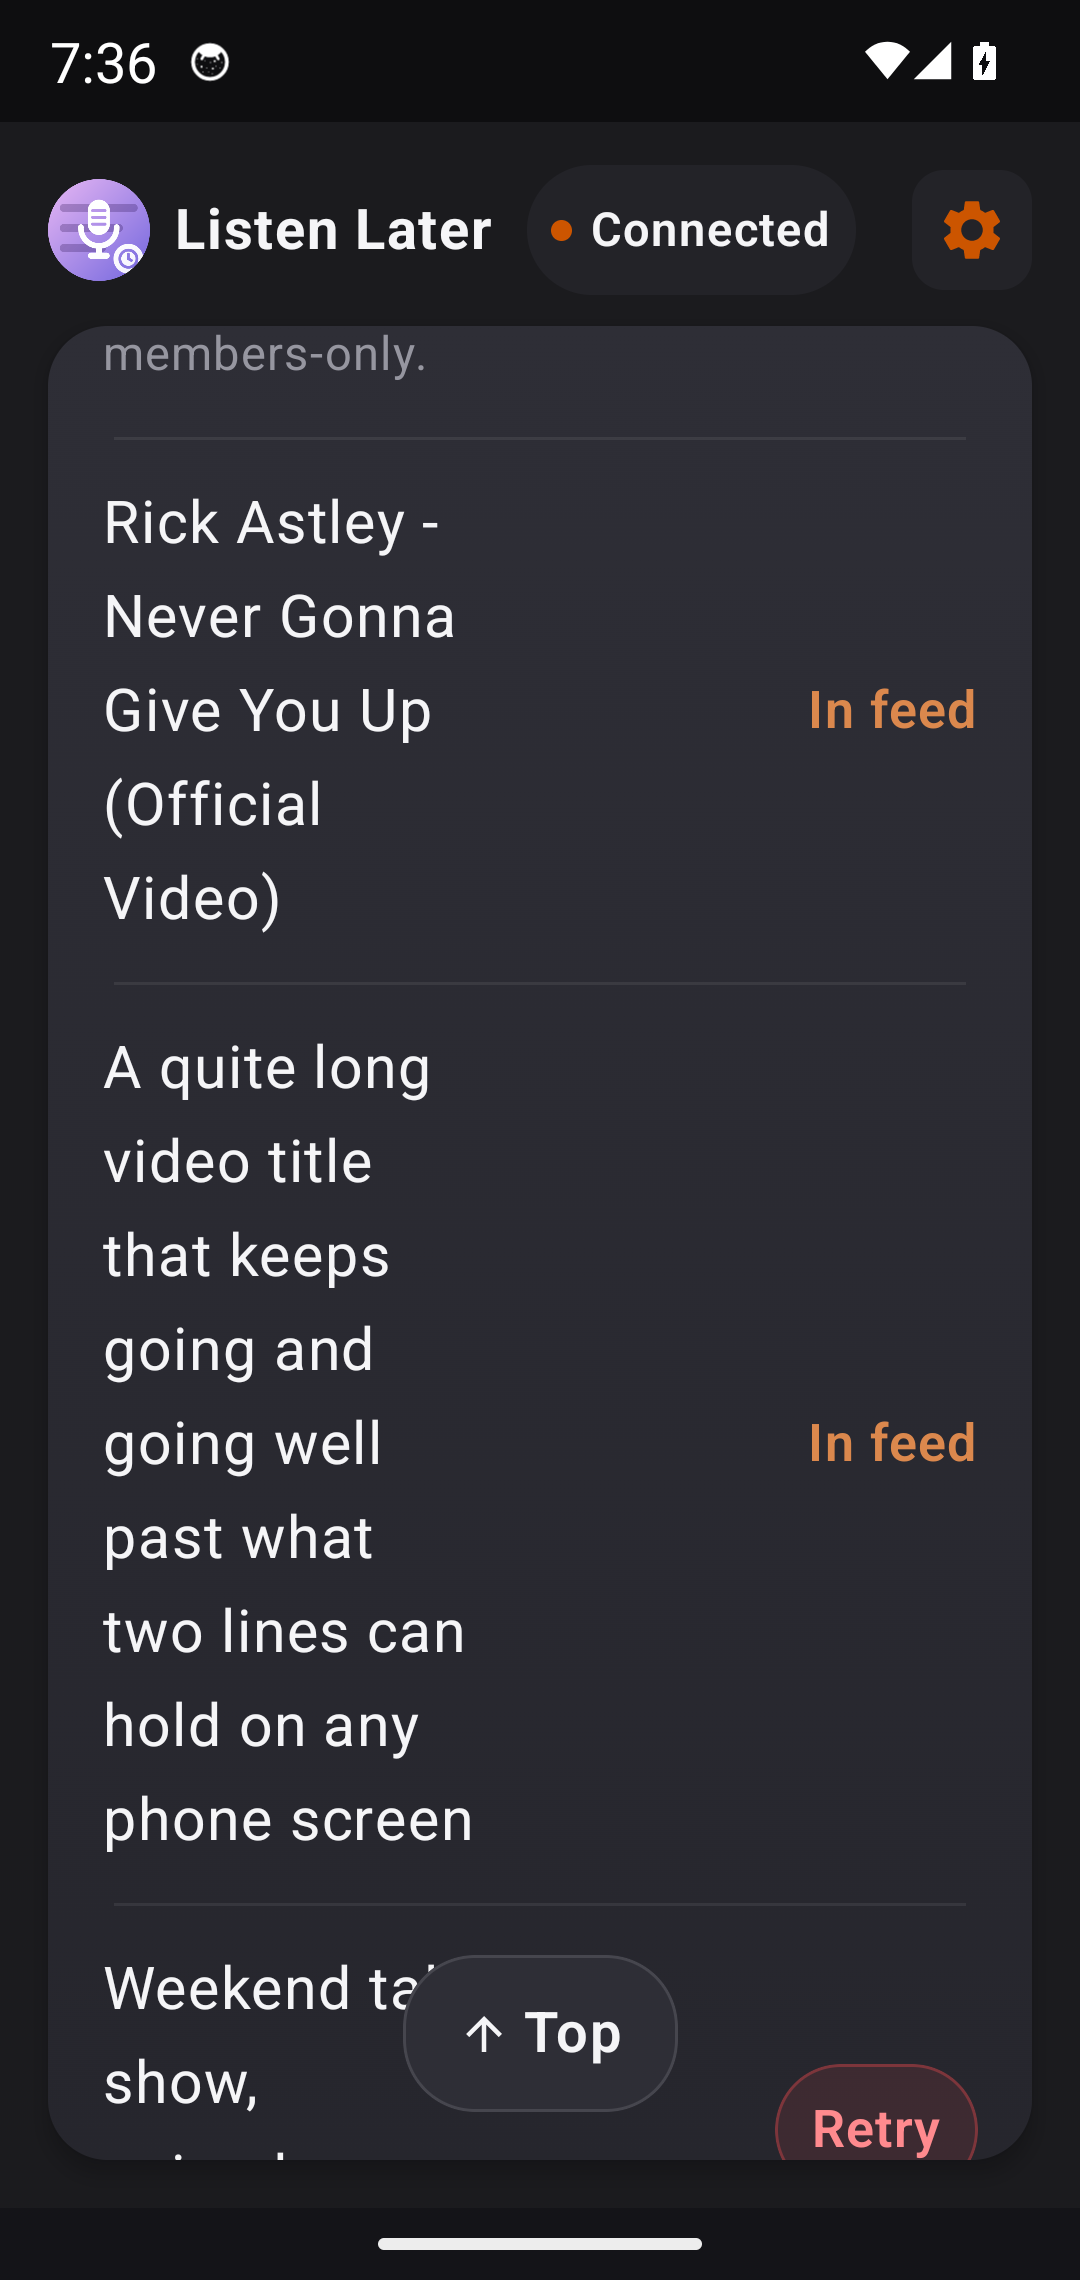 7:36
Listen Later
Connected
members-only.
Rick Astley -
Never Gonna
Give You Up
(Official
Video)
In feed
A quite long
video title
that keeps
going and
going well
past what
two lines can
hold on any
phone screen
In feed
Weekend
show,
↑ Top
Retry